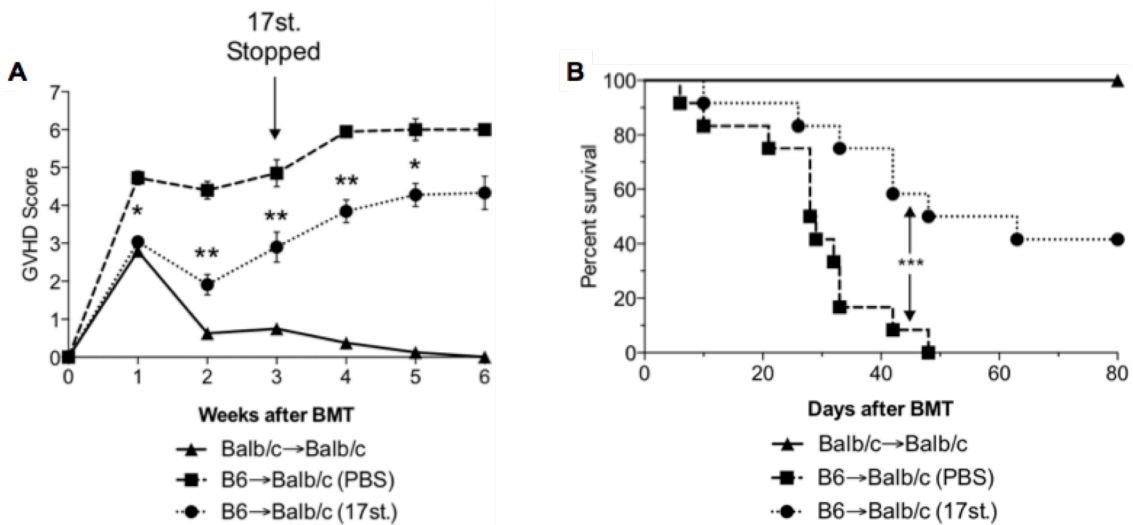 17st.
Stopped
A
B
GVHD Score
7
6
5
4
3
2
1
0
*
**
**
**
*
0 1 2 3 4 5 6
Weeks after BMT
Balb/c→Balb/c
B6→Balb/c (PBS)
B6→Balb/c (17st.)
Percent survival
100
80
60
40
20
0
***
0 20 40 60 80
Days after BMT
Balb/c→Balb/c
B6→Balb/c (PBS)
B6→Balb/c (17st.)